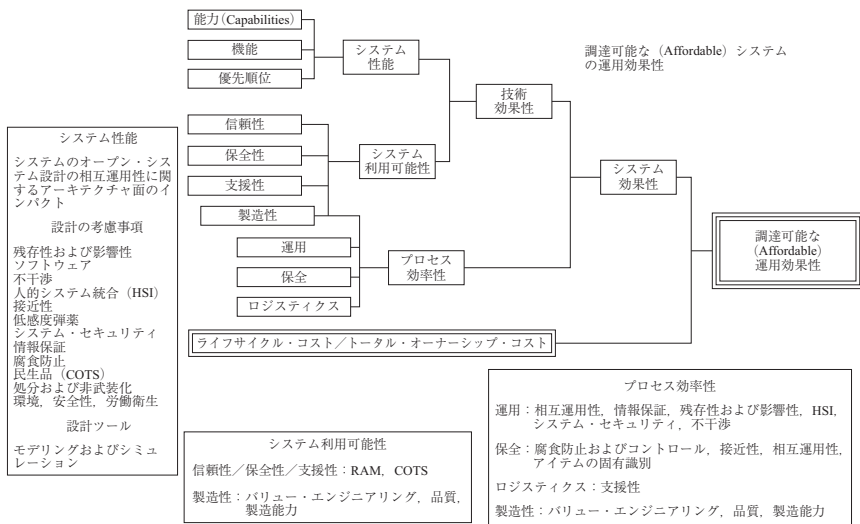 能力（Capabilities）
機能
優先順位
システム
性能
調達可能な（Affordable）システム
の運用効果性
技術
効果性
信頼性
保全性
支援性
製造性
システム
利用可能性
システム
効果性
運用
保全
ロジスティクス
プロセス
効率性
調達可能な
（Affordable）
運用効果性
ライフサイクル・コスト／トータル・オーナーシップ・コスト
システム性能
システムのオープン・シス
テム設計の相互運用性に関
するアーキテクチャ面のイ
ンパクト
設計の考慮事項
残存性および影響性
ソフトウェア
不干渉
人的システム統合（HSI）
接近性
低感度弾薬
システム・セキュリティ
情報保証
腐食防止
民生品（COTS）
処分および非武装化
環境，安全性，労働衛生
設計ツール
モデリングおよびシミュ
レーション
システム利用可能性
信頼性／保全性／支援性：RAM，COTS
製造性：バリュー・エンジニアリング，品質，
製造能力
プロセス効率性
運用：相互運用性，情報保証，残存性および影響性，HSI，
システム・セキュリティ，不干渉
保全：腐食防止およびコントロール，接近性，相互運用性，
アイテムの固有識別
ロジスティクス：支援性
製造性：バリュー・エンジニアリング，品質，製造能力